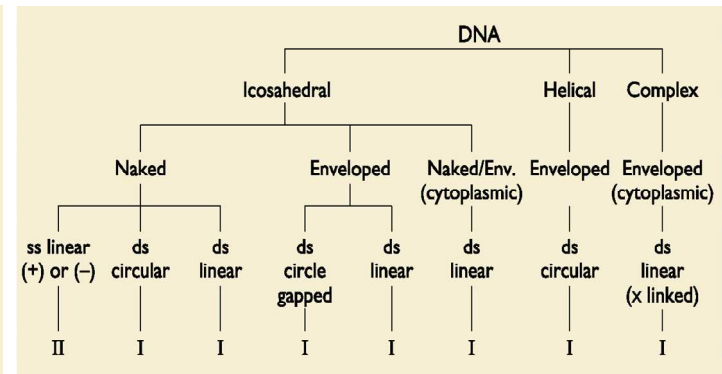 DNA
Icosahedral Helical Complex
Naked Enveloped Naked/Env. Enveloped Enveloped
(cytoplasmic) (cytoplasmic)
ss linear ds ds ds ds ds ds ds
(+) or (–) circular linear circle linear linear circular linear
gapped (x linked)
II I I I I I I I